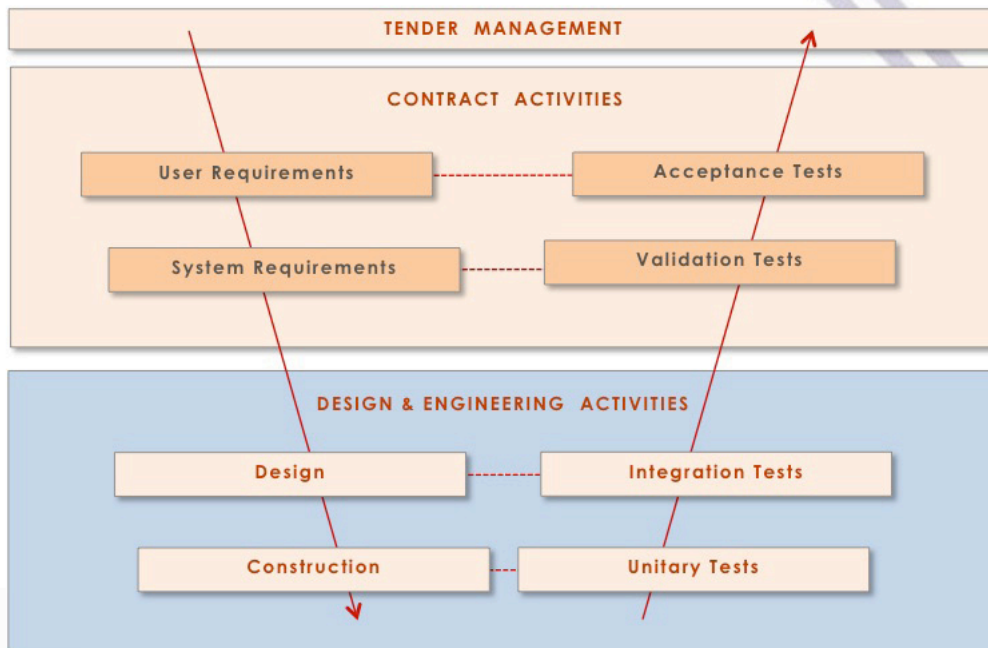 TENDER MANAGEMENT
CONTRACT ACTIVITIES
User Requirements
Acceptance Tests
System Requirements
Validation Tests
DESIGN & ENGINEERING ACTIVITIES
Design
Integration Tests
Construction
Unitary Tests